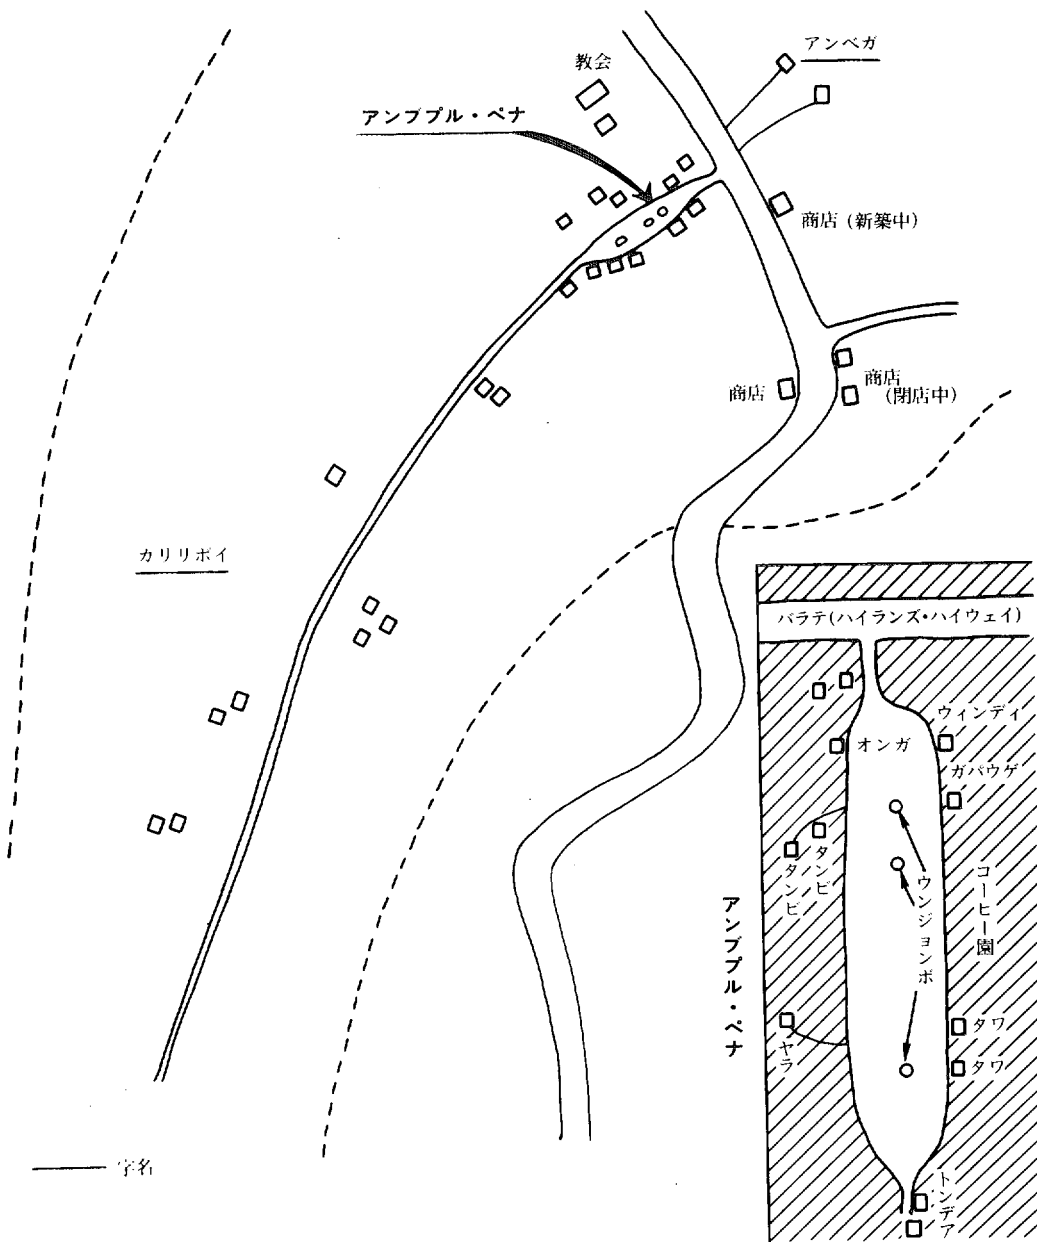 アンベガ
教会
アンブプル・ペナ
商店 (新築中)
商店
商店
(閉店中)
カリリボイ
字名
バラテ(ハイランズ・ハイウェイ)
ウィンディ
オンガ
ガパウゲ
タンビ
タンビ
ウンジョンボ
コーヒー園
アンブプル・ペナ
タワ
ヤラ
タワ
トンデア